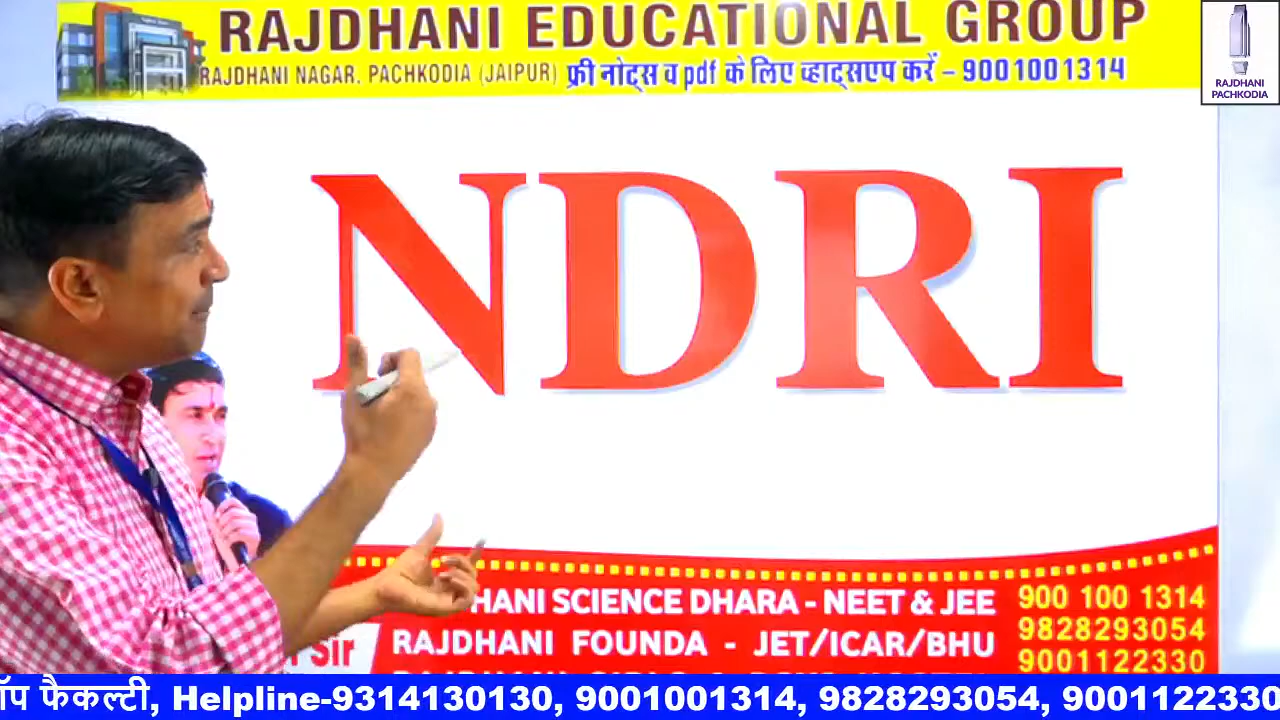 RAJDHANI EDUCATIONAL GROUP
RAJDHANI NAGAR, PACHKODIA (JAIPUR) फ्री नोट्स व pdf के लिए व्हाट्सएप करें – 9001001314
RAJDHANI
PACHKODIA
NDRI
HANI SCIENCE DHARA - NEET & JEE 900 100 1314
Sir RAJDHANI FOUNDA - JET/ICAR/BHU 9828293054
9001122330
फैकल्टी, Helpline-9314130130, 9001001314, 9828293054, 9001122330